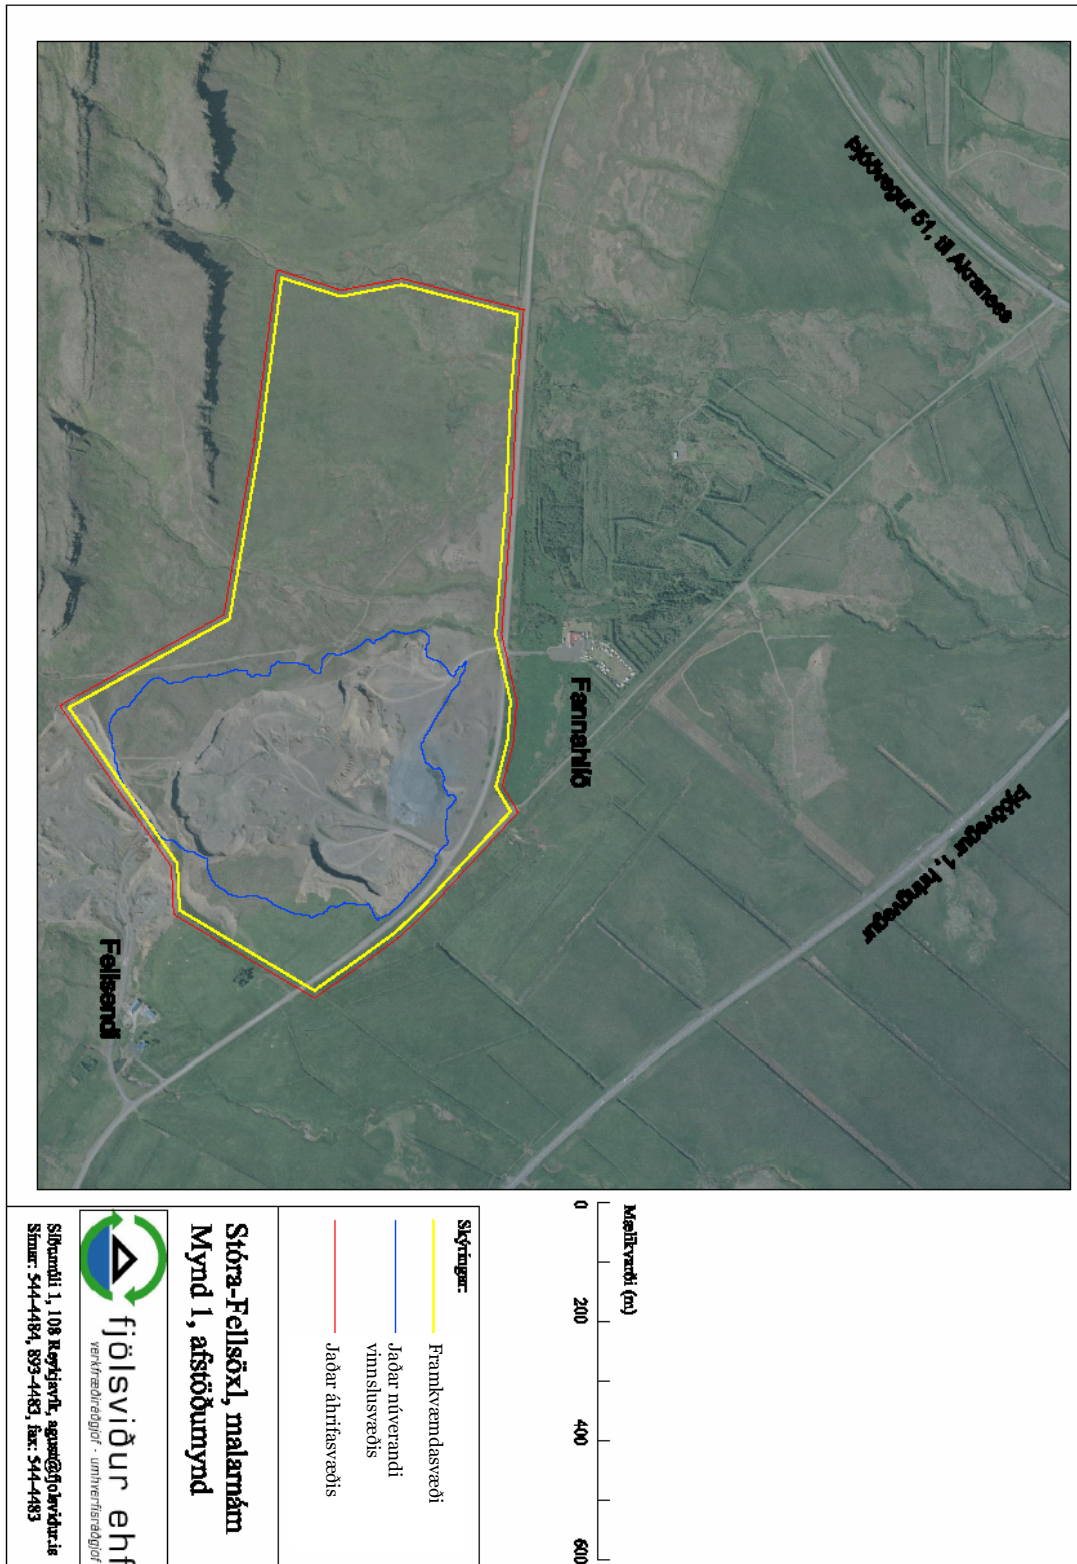 Þjóðvegur 51, til Akraness
Þjóðvegur 1, hringvegur
Fannahlíð
Fellsendi
Mælikvarði (m)
0
200
400
600
Skýringar:
Framkvæmdasvæði
Jaðar núverandi
vinnslusvæðis
Jaðar áhrifasvæðis
Stóra-Fellsöxl, malarnám
Mynd 1, afstöðumynd
fjölsviður ehf
verkfræðiráðgjöf - umhverfisráðgjöf
Síðumúli 1, 108 Reykjavík, agust@fjolsvidur.is
Símar: 544-4484, 893-4483, fax: 544-4483